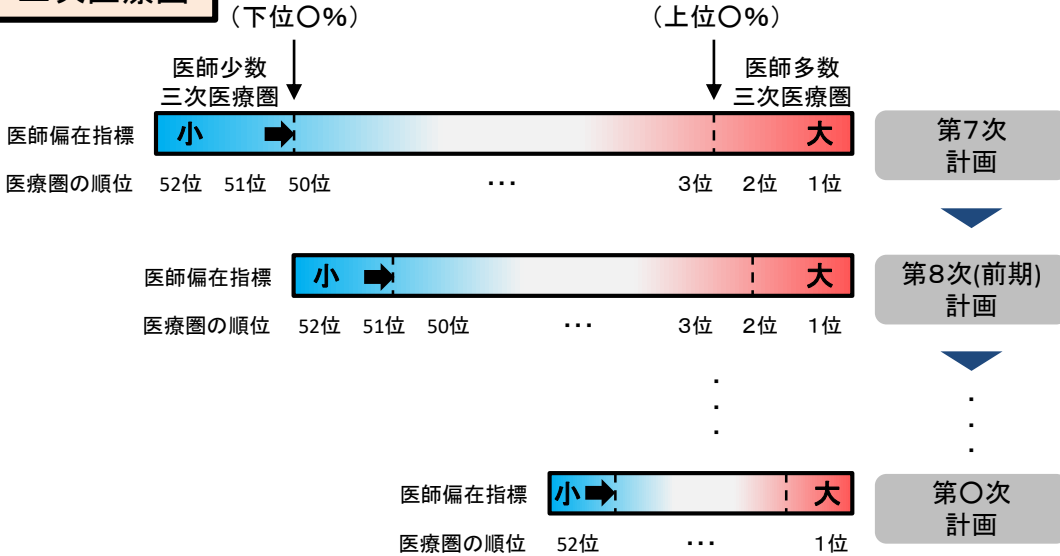 （下位〇%）
（上位〇%）
医師少数
三次医療圏
医師多数
三次医療圏
医師偏在指標
小
大
第７次
計画
医療圏の順位 52位 51位 50位 ・・・ 3位 2位 1位
医師偏在指標
小
大
第８次(前期)
計画
医療圏の順位 52位 51位 50位 ・・・ 3位 2位 1位
・
・
・
・
・
・
医師偏在指標
小
大
第〇次
計画
医療圏の順位 52位 ・・・ 1位